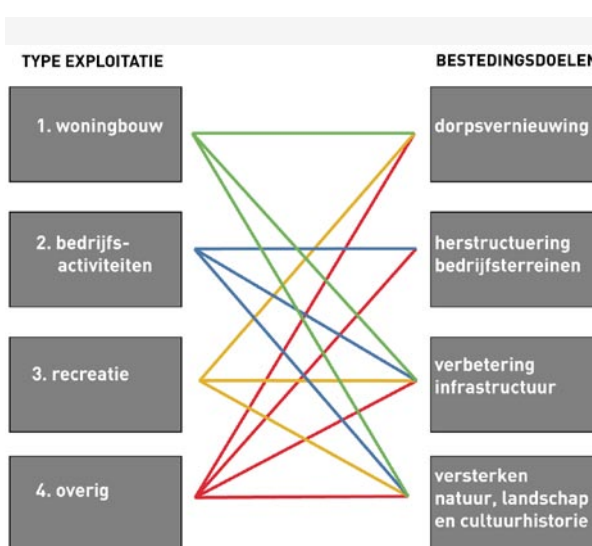 TYPE EXPLOITATIE
BESTEDINGSDOELEN
1. woningbouw
dorpsvernieuwing
2. bedrijfs-
activiteiten
herstructuering
bedrijfsterreinen
3. recreatie
verbetering
infrastructuur
4. overig
versterken
natuur, landschap
en cultuurhistorie